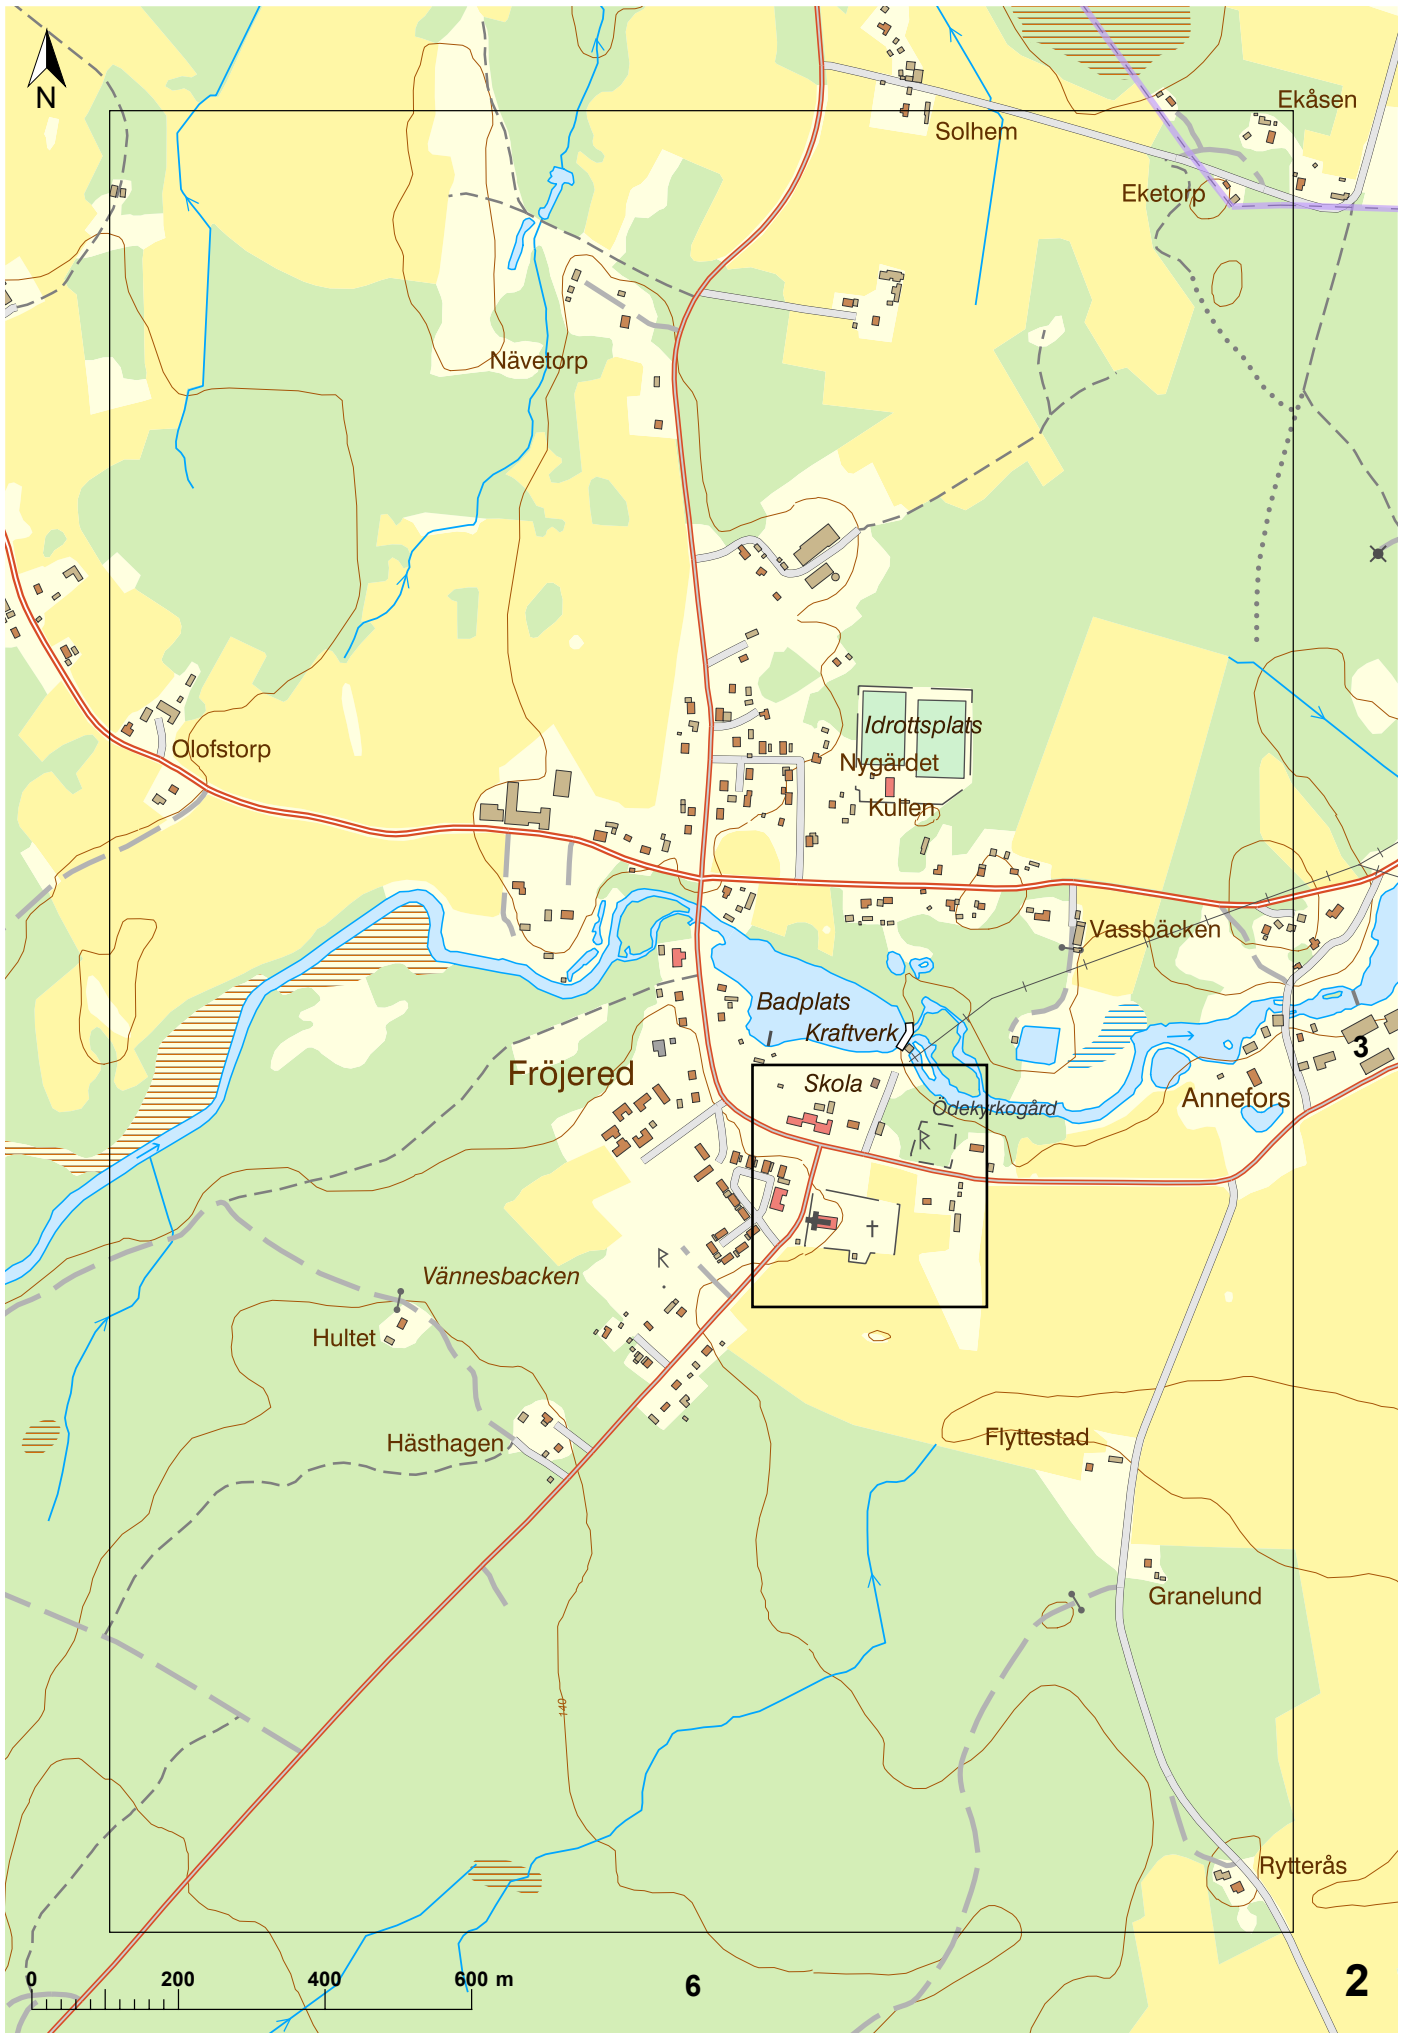 N
Ekåsen
Solhem
Eketorp
Nävetorp
Idrottsplats
Olofstorp
Nygärdet
Kullen
Vassbäcken
Badplats
Kraftverk
3
Fröjered
Skola
Annefors
Ödekyrkogård
R
R
Vännesbacken
Hultet
Flyttestad
Hästhagen
Granelund
140
Rytterås
0 200 400 600 m
6
2